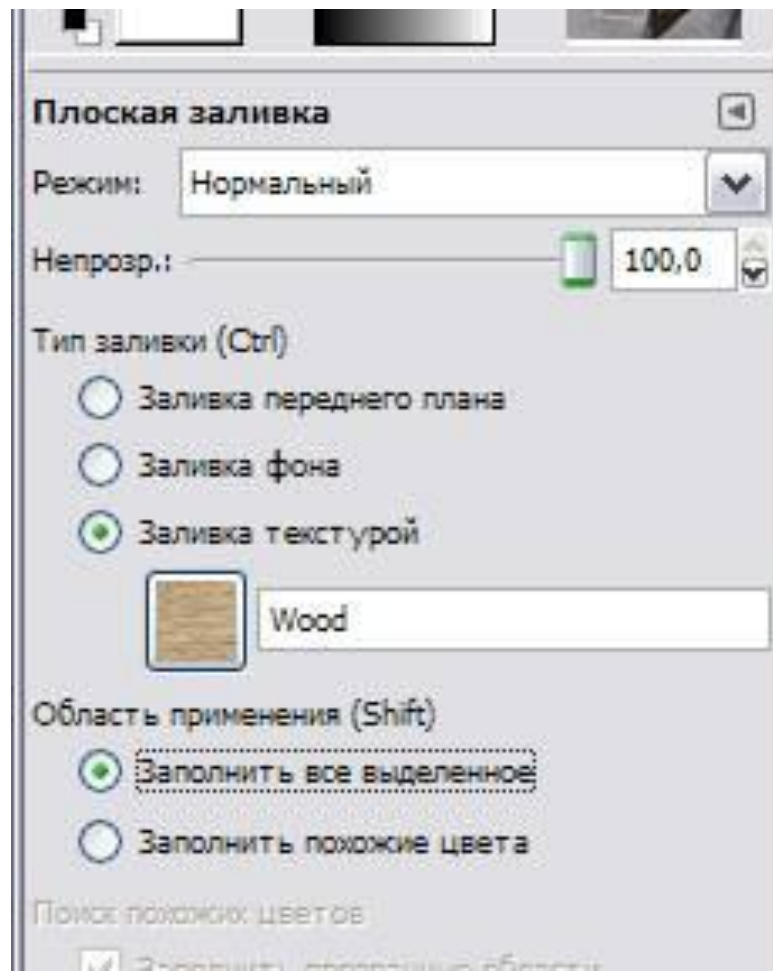 Плоская заливка
Режим: Нормальный
Непрозр.: 100,0
Тип заливки (Ctrl)
Заливка переднего плана
Заливка фона
Заливка текстурой
Wood
Область применения (Shift)
Заполнить все выделенное
Заполнить похожие цвета
Поиск похожих цветов